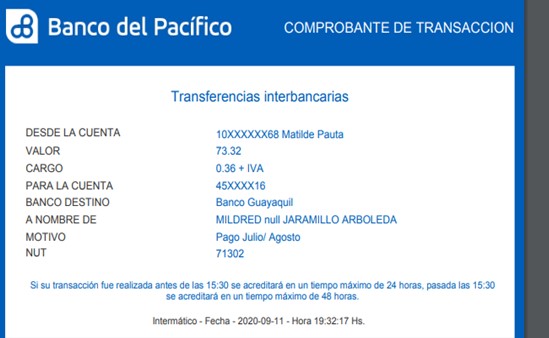 Banco del Pacífico
COMPROBANTE DE TRANSACCION
Transferencias interbancarias
DESDE LA CUENTA 10XXXXXX68 Matilde Pauta
VALOR 73.32
CARGO 0.36 + IVA
PARA LA CUENTA 45XXXX16
BANCO DESTINO Banco Guayaquil
A NOMBRE DE MILDRED null JARAMILLO ARBOLEDA
MOTIVO Pago Julio/ Agosto
NUT 71302
Si su transacción fue realizada antes de las 15:30 se acreditará en un tiempo máximo de 24 horas, pasada las 15:30
se acreditará en un tiempo máximo de 48 horas.
Intermático - Fecha - 2020-09-11 - Hora 19:32:17 Hs.